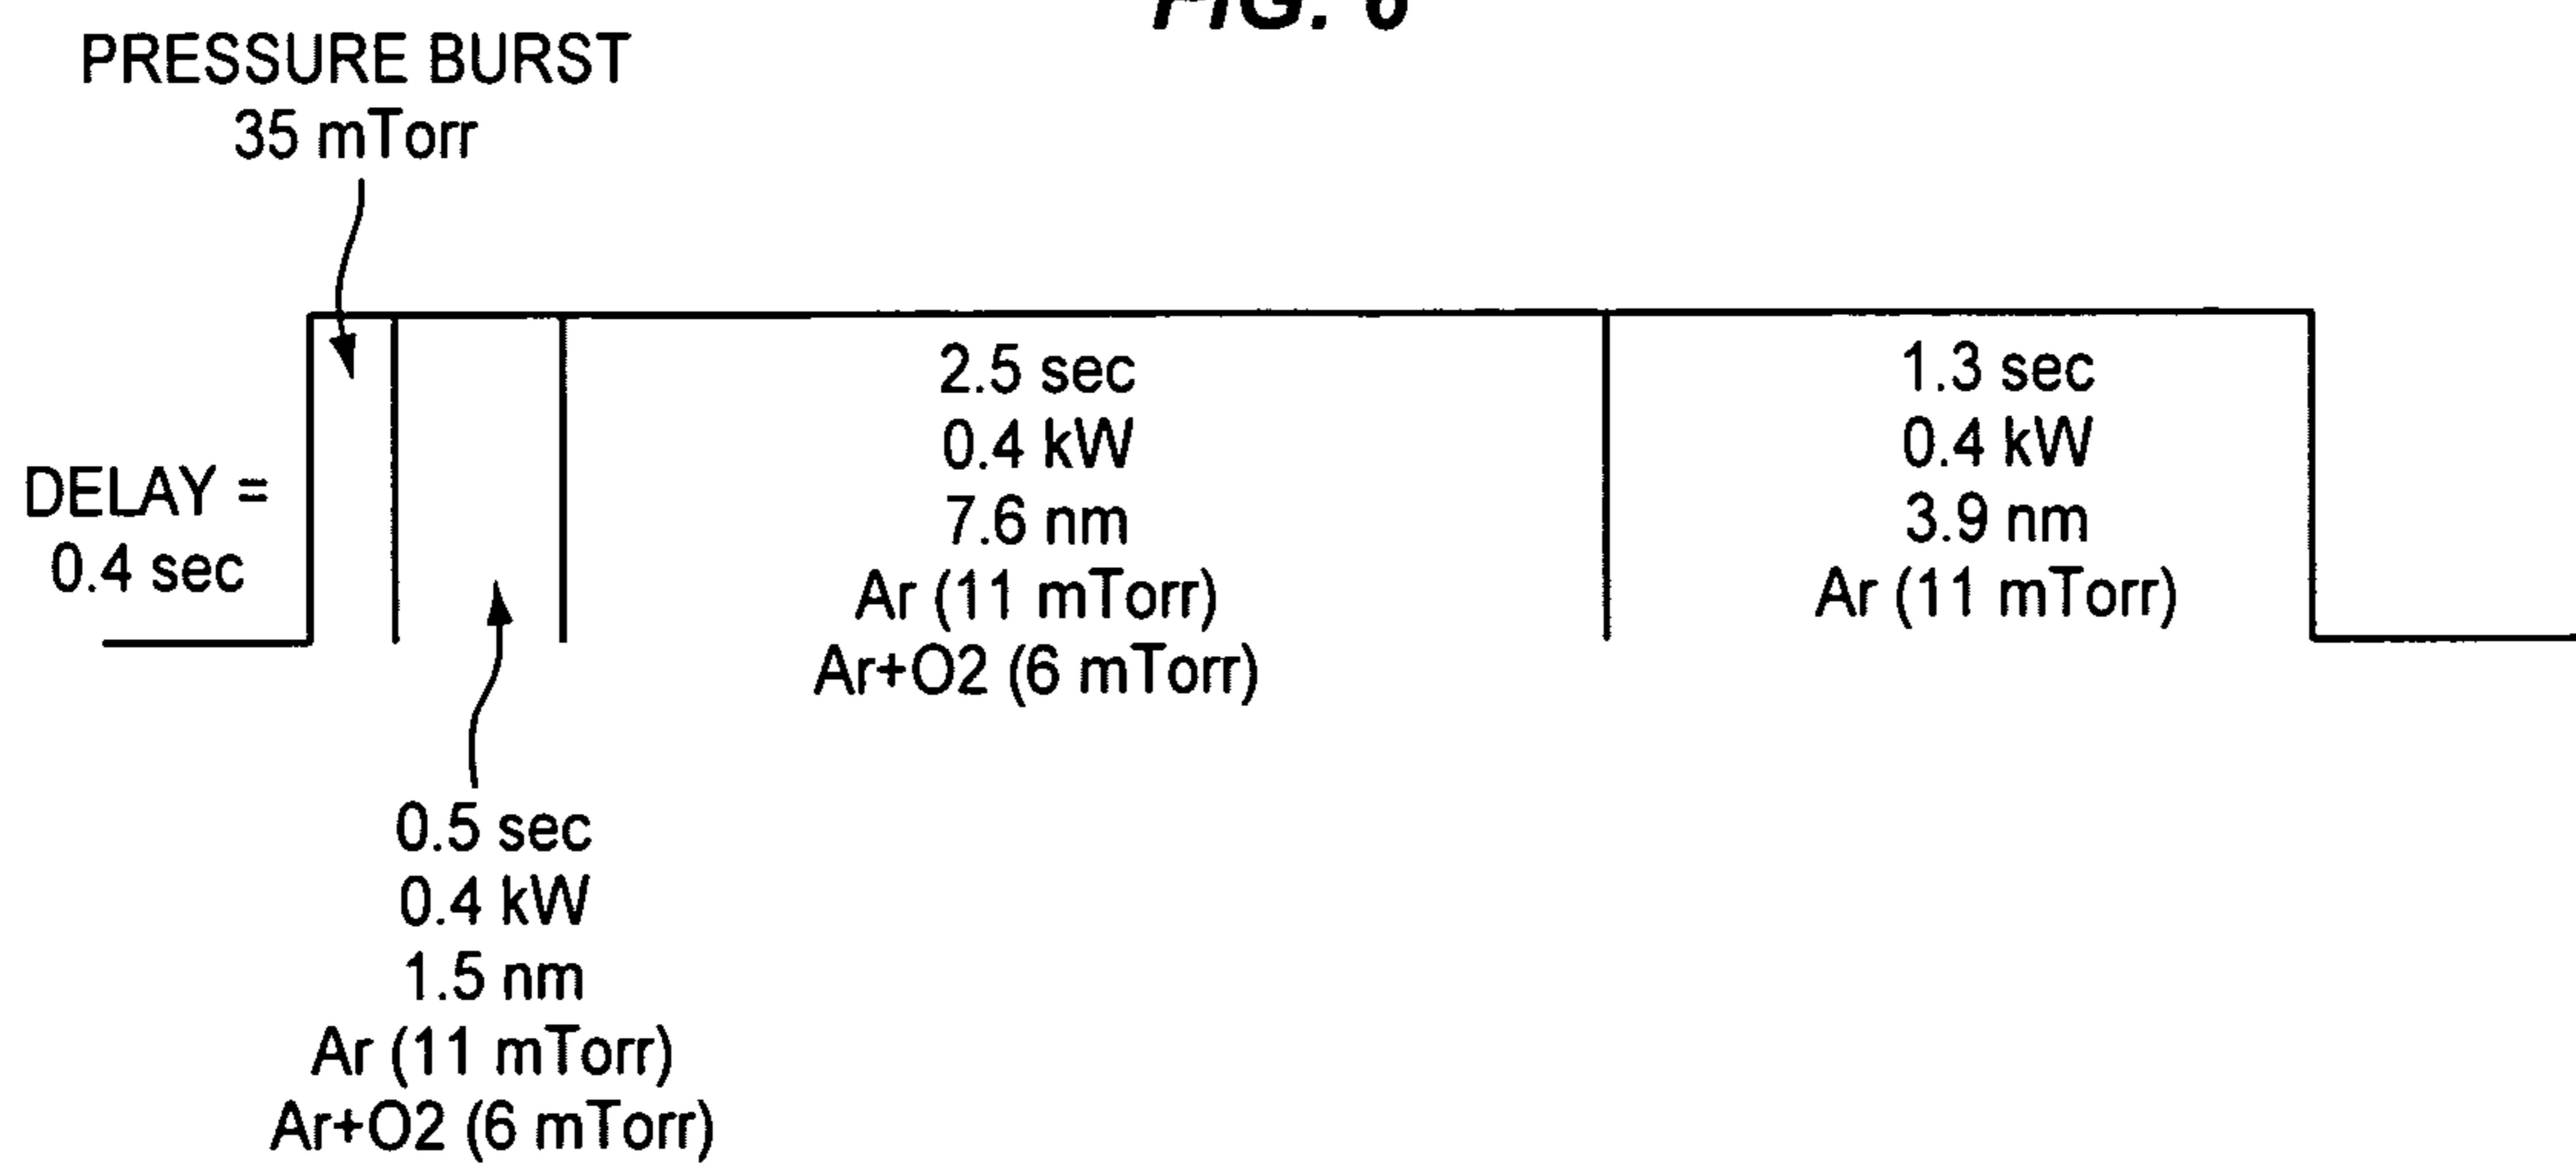 FIG. 6
PRESSURE BURST
35 mTorr
DELAY =
0.4 sec
2.5 sec
0.4 kW
7.6 nm
Ar (11 mTorr)
Ar+O2 (6 mTorr)
1.3 sec
0.4 kW
3.9 nm
Ar (11 mTorr)
0.5 sec
0.4 kW
1.5 nm
Ar (11 mTorr)
Ar+O2 (6 mTorr)